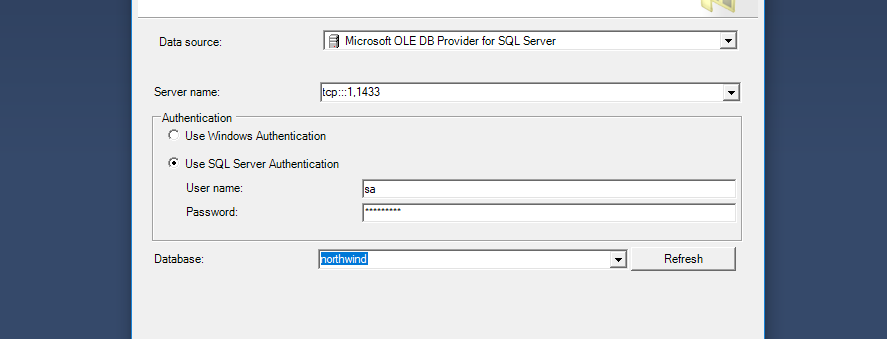 Data source: Microsoft OLE DB Provider for SQL Server
Server name: tcp:::1,1433
Authentication
Use Windows Authentication
Use SQL Server Authentication
User name: sa
Password: *********
Database: northwind Refresh